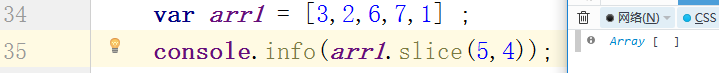 34 var arr1 = [3,2,6,7,1] ;
35 console.info(arr1.slice(5,4));
网络(N) CSS
Array [ ]